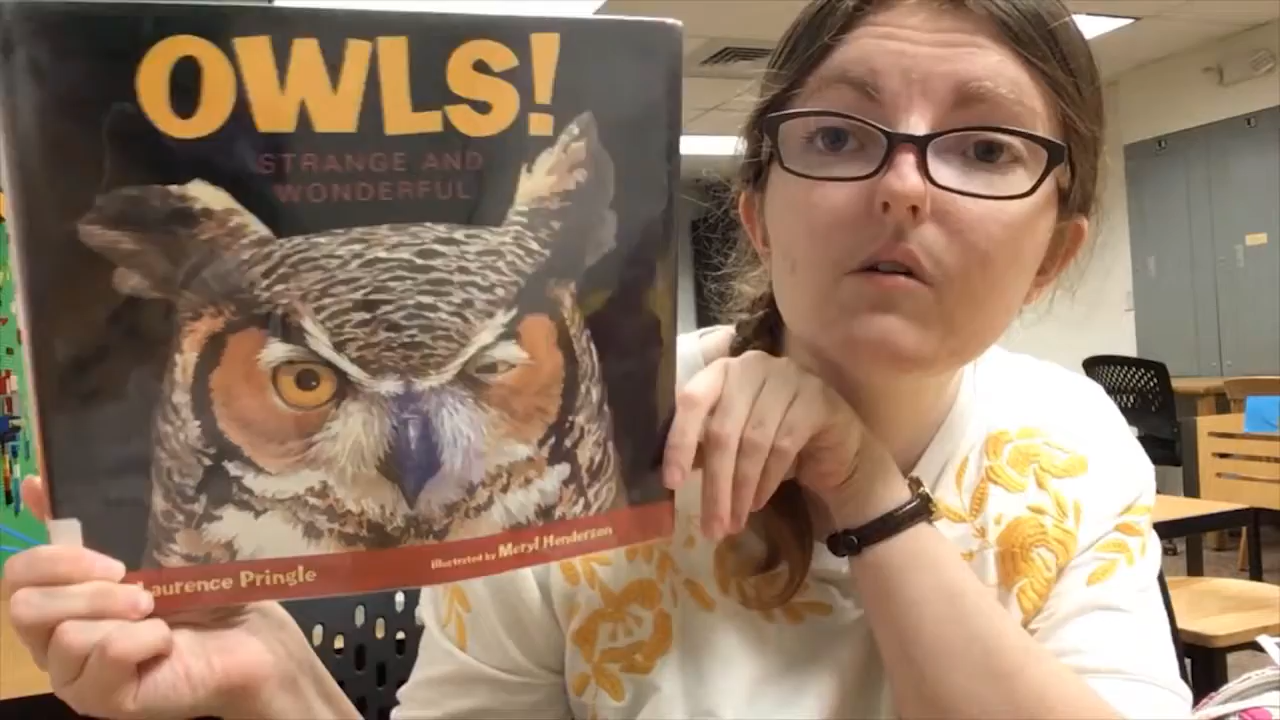 OWLS!
STRANGE AND
WONDERFUL
Laurence Pringle
illustrated by Meryl Henderson